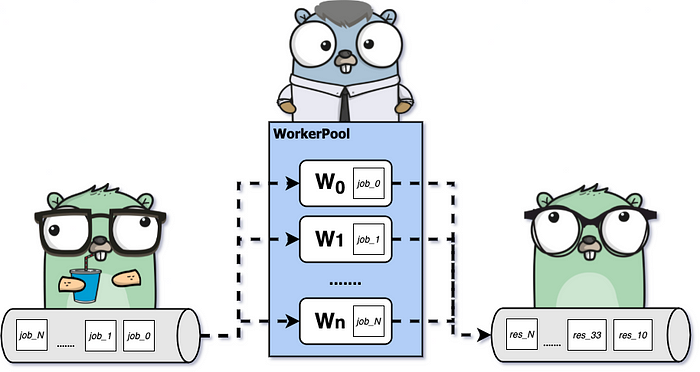 WorkerPool
W0 job_0
W1 job_1
.......
Wn job_N
job_N ...... job_1 job_0
res_N ...... res_33 res_10